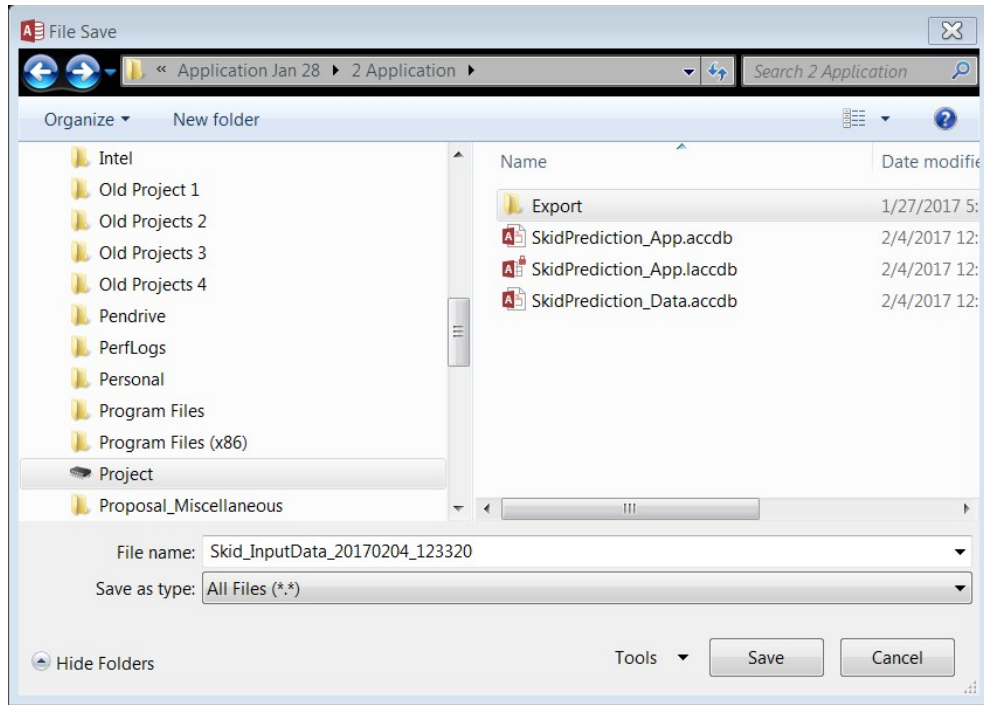 File Save
« Application Jan 28 ▸ 2 Application ▸
Search 2 Application
Organize
New folder
Intel
Old Project 1
Old Projects 2
Old Projects 3
Old Projects 4
Pendrive
PerfLogs
Personal
Program Files
Program Files (x86)
Project
Proposal_Miscellaneous
Name Date modifie
Export 1/27/2017 5:
SkidPrediction_App.accdb 2/4/2017 12:
SkidPrediction_App.laccdb 2/4/2017 12:
SkidPrediction_Data.accdb 2/4/2017 12:
File name: Skid_InputData_20170204_123320
Save as type: All Files (*.*)
Hide Folders
Tools
Save
Cancel